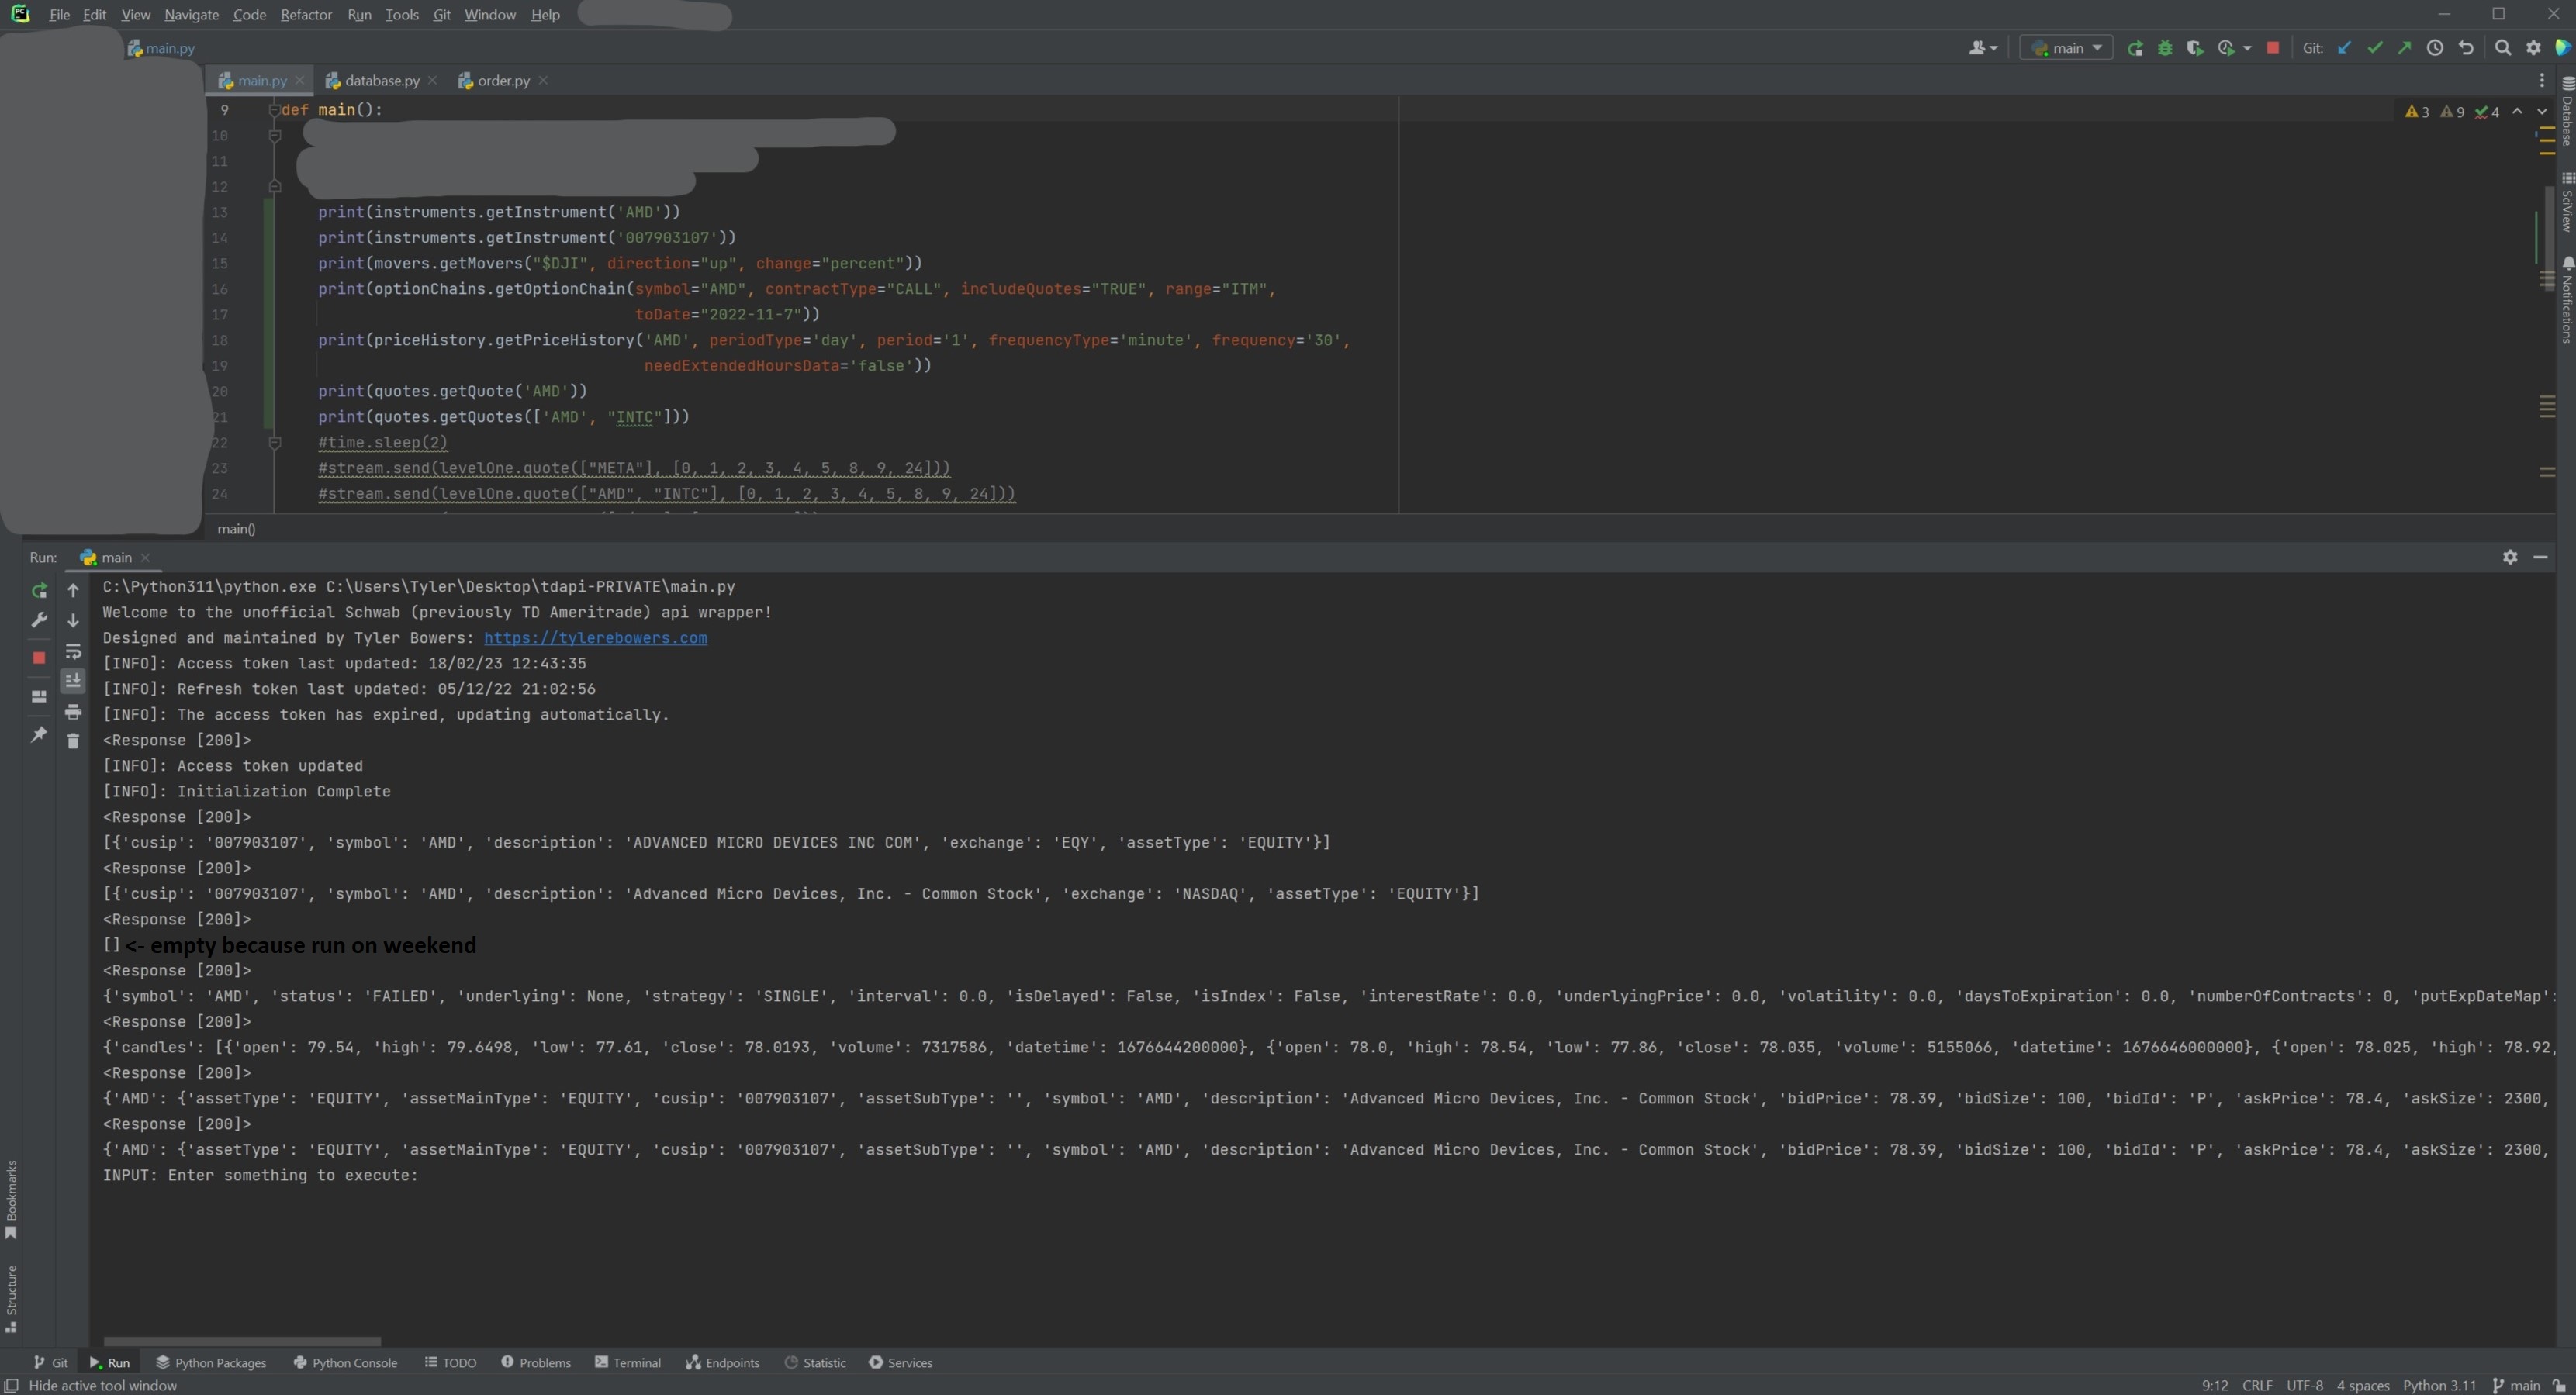 PC File Edit View Navigate Code Refactor Run Tools Git Window Help
main.py
main Git:
main.py database.py order.py
3 9 4
9 def main():
10
11
12
13 print(instruments.getInstrument('AMD'))
14 print(instruments.getInstrument('007903107'))
15 print(movers.getMovers("$DJI", direction="up", change="percent"))
16 print(optionChains.getOptionChain(symbol="AMD", contractType="CALL", includeQuotes="TRUE", range="ITM",
17 toDate="2022-11-7"))
18 print(priceHistory.getPriceHistory('AMD', periodType='day', period='1', frequencyType='minute', frequency='30',
19 needExtendedHoursData='false'))
20 print(quotes.getQuote('AMD'))
21 print(quotes.getQuotes(['AMD', "INTC"]))
22 #time.sleep(2)
23 #stream.send(levelOne.quote(["META"], [0, 1, 2, 3, 4, 5, 8, 9, 24]))
24 #stream.send(levelOne.quote(["AMD", "INTC"], [0, 1, 2, 3, 4, 5, 8, 9, 24]))
main()
Database
SciView
Notifications
Run: main
C:\Python311\python.exe C:\Users\Tyler\Desktop\tdapi-PRIVATE\main.py
Welcome to the unofficial Schwab (previously TD Ameritrade) api wrapper!
Designed and maintained by Tyler Bowers: https://tylerebowers.com
[INFO]: Access token last updated: 18/02/23 12:43:35
[INFO]: Refresh token last updated: 05/12/22 21:02:56
[INFO]: The access token has expired, updating automatically.
<Response [200]>
[INFO]: Access token updated
[INFO]: Initialization Complete
<Response [200]>
[{'cusip': '007903107', 'symbol': 'AMD', 'description': 'ADVANCED MICRO DEVICES INC COM', 'exchange': 'EQY', 'assetType': 'EQUITY'}]
<Response [200]>
[{'cusip': '007903107', 'symbol': 'AMD', 'description': 'Advanced Micro Devices, Inc. - Common Stock', 'exchange': 'NASDAQ', 'assetType': 'EQUITY'}]
<Response [200]>
[] <- empty because run on weekend
<Response [200]>
{'symbol': 'AMD', 'status': 'FAILED', 'underlying': None, 'strategy': 'SINGLE', 'interval': 0.0, 'isDelayed': False, 'isIndex': False, 'interestRate': 0.0, 'underlyingPrice': 0.0, 'volatility': 0.0, 'daysToExpiration': 0.0, 'numberOfContracts': 0, 'putExpDateMap':
<Response [200]>
{'candles': [{'open': 79.54, 'high': 79.6498, 'low': 77.61, 'close': 78.0193, 'volume': 7317586, 'datetime': 1676644200000}, {'open': 78.0, 'high': 78.54, 'low': 77.86, 'close': 78.035, 'volume': 5155066, 'datetime': 1676646000000}, {'open': 78.025, 'high': 78.92,
<Response [200]>
{'AMD': {'assetType': 'EQUITY', 'assetMainType': 'EQUITY', 'cusip': '007903107', 'assetSubType': '', 'symbol': 'AMD', 'description': 'Advanced Micro Devices, Inc. - Common Stock', 'bidPrice': 78.39, 'bidSize': 100, 'bidId': 'P', 'askPrice': 78.4, 'askSize': 2300,
<Response [200]>
{'AMD': {'assetType': 'EQUITY', 'assetMainType': 'EQUITY', 'cusip': '007903107', 'assetSubType': '', 'symbol': 'AMD', 'description': 'Advanced Micro Devices, Inc. - Common Stock', 'bidPrice': 78.39, 'bidSize': 100, 'bidId': 'P', 'askPrice': 78.4, 'askSize': 2300,
INPUT: Enter something to execute:
Bookmarks
Structure
Git Run Python Packages Python Console TODO Problems Terminal Endpoints Statistic Services
Hide active tool window 9:12 CRLF UTF-8 4 spaces Python 3.11 main